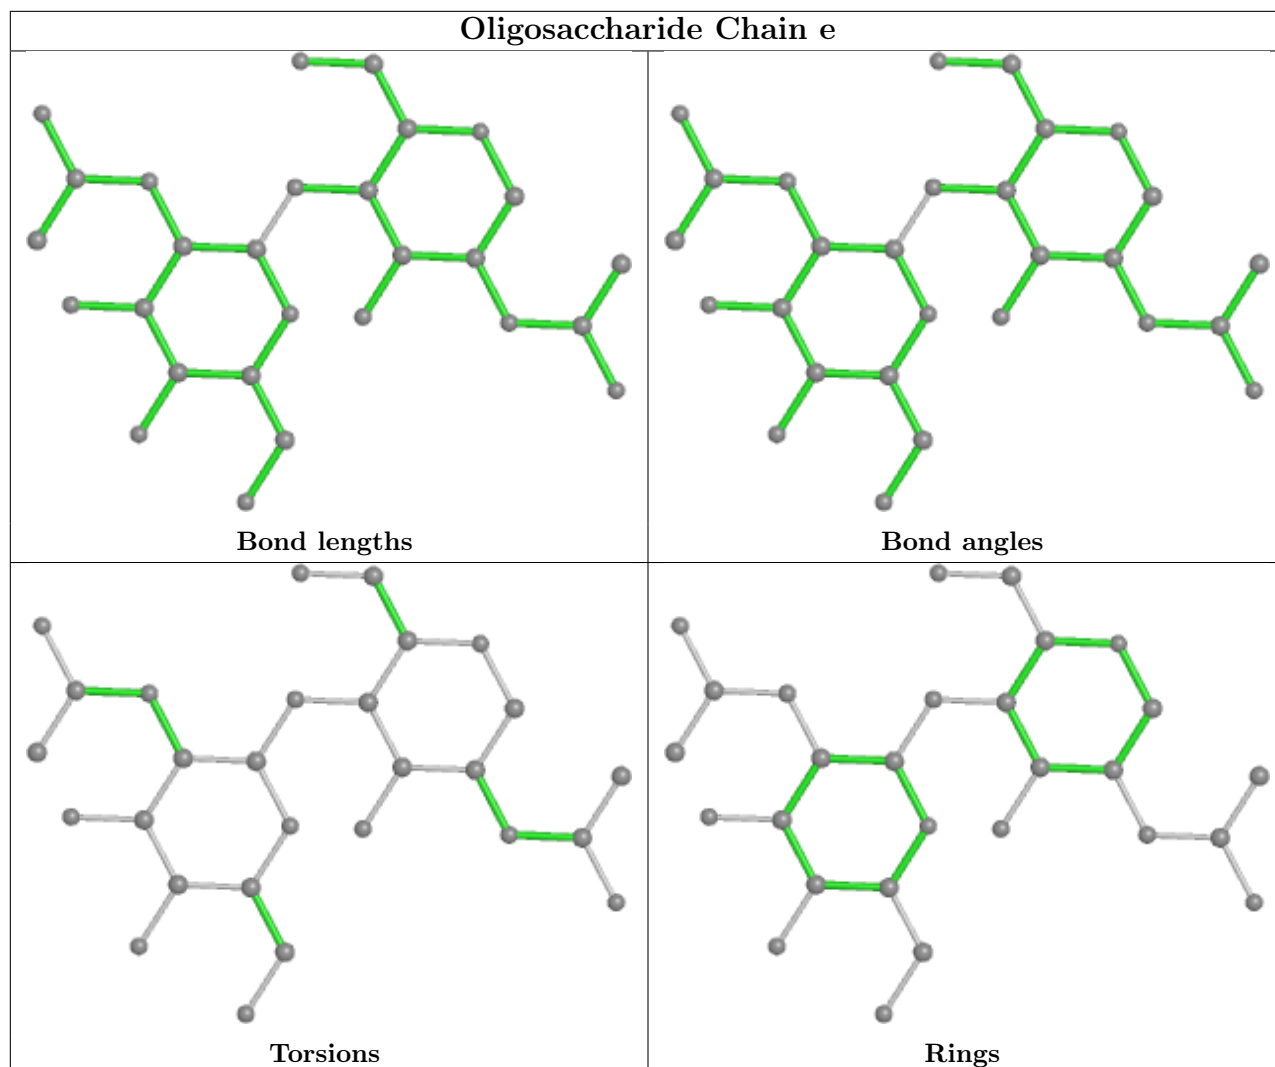 Oligosaccharide Chain e
Bond lengths
Bond angles
Torsions
Rings